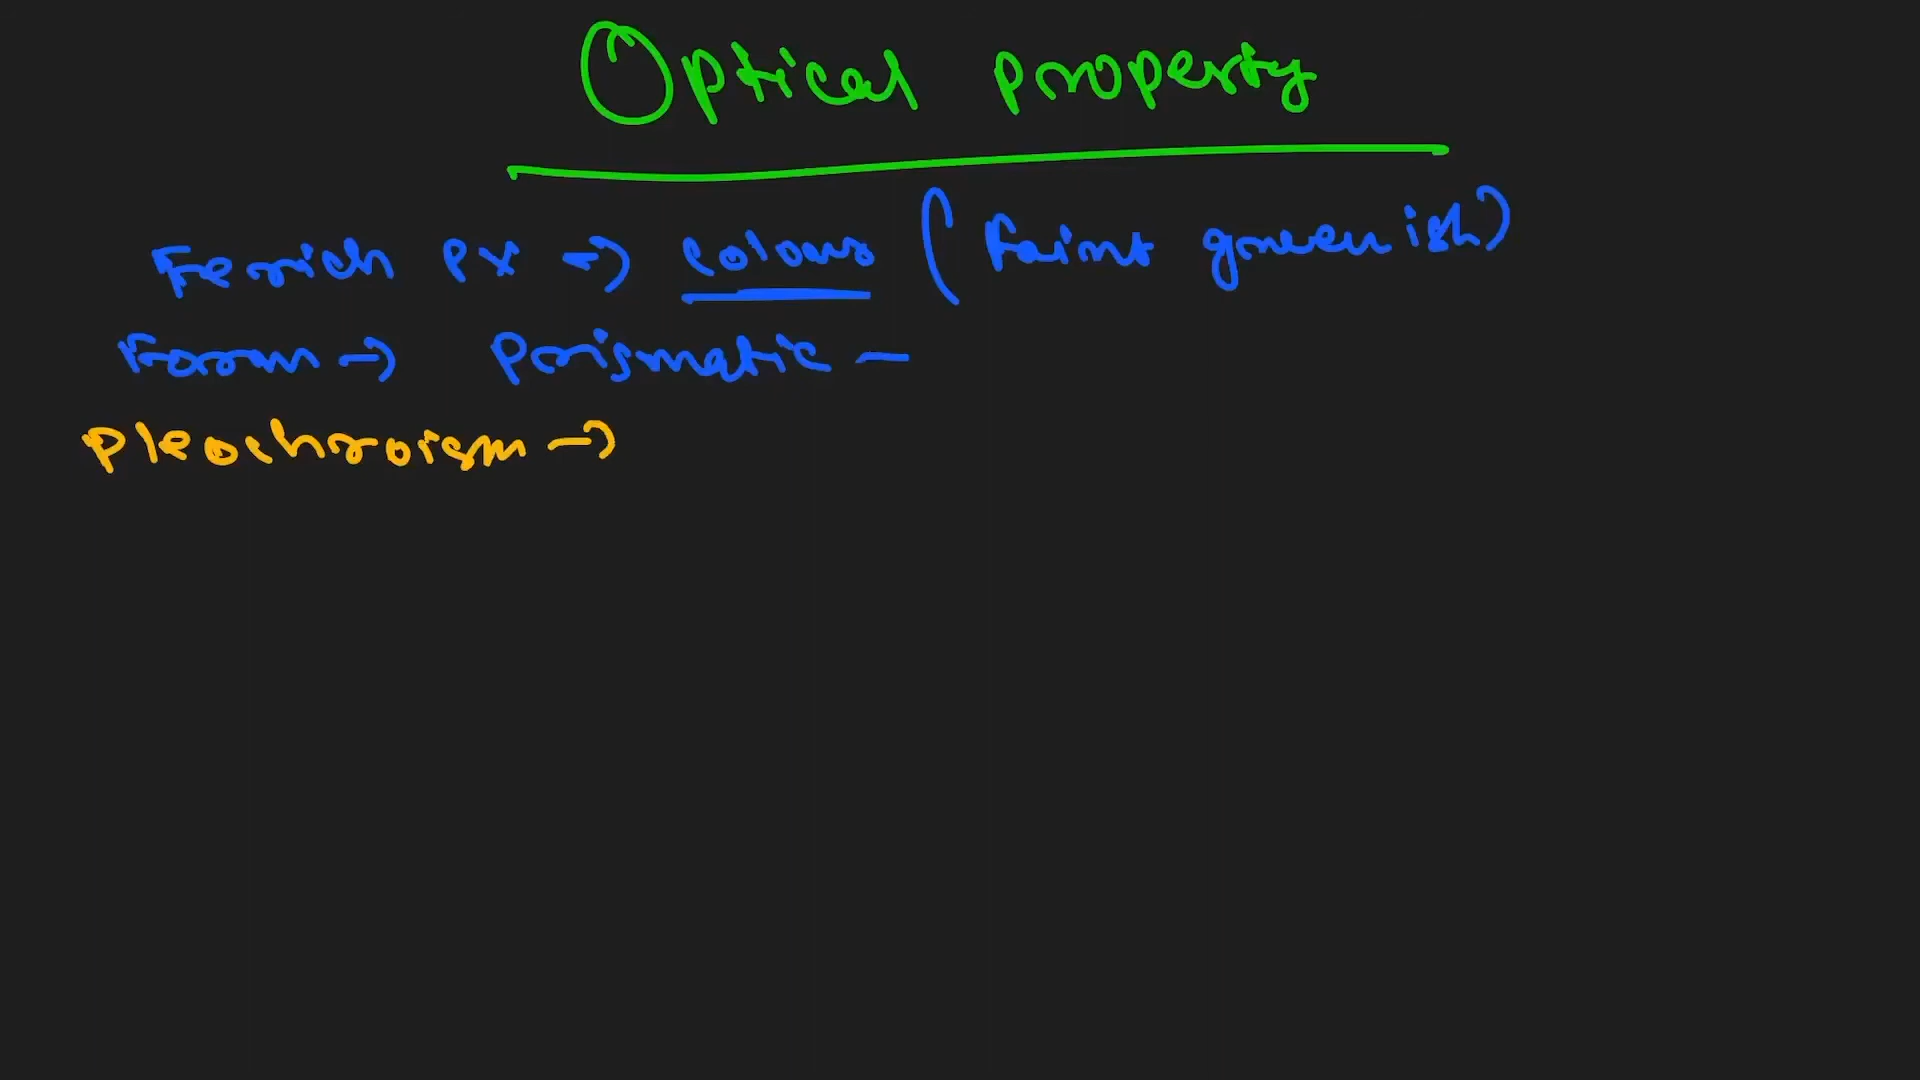 Optical property
Fe rich Px → colour (faint greenish)
Form → Prismatic -
Pleochroism →